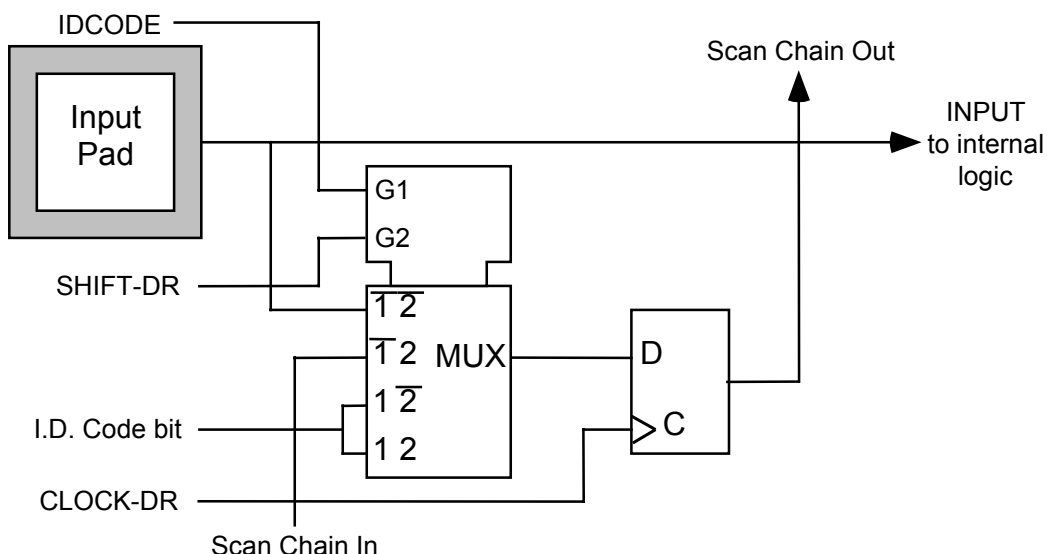 IDCODE
Scan Chain Out
Input
Pad
INPUT
to internal
logic
G1
G2
SHIFT-DR
1̅ 2̅
1̅ 2
MUX
D
1 2̅
I.D. Code bit
1 2
C
CLOCK-DR
Scan Chain In